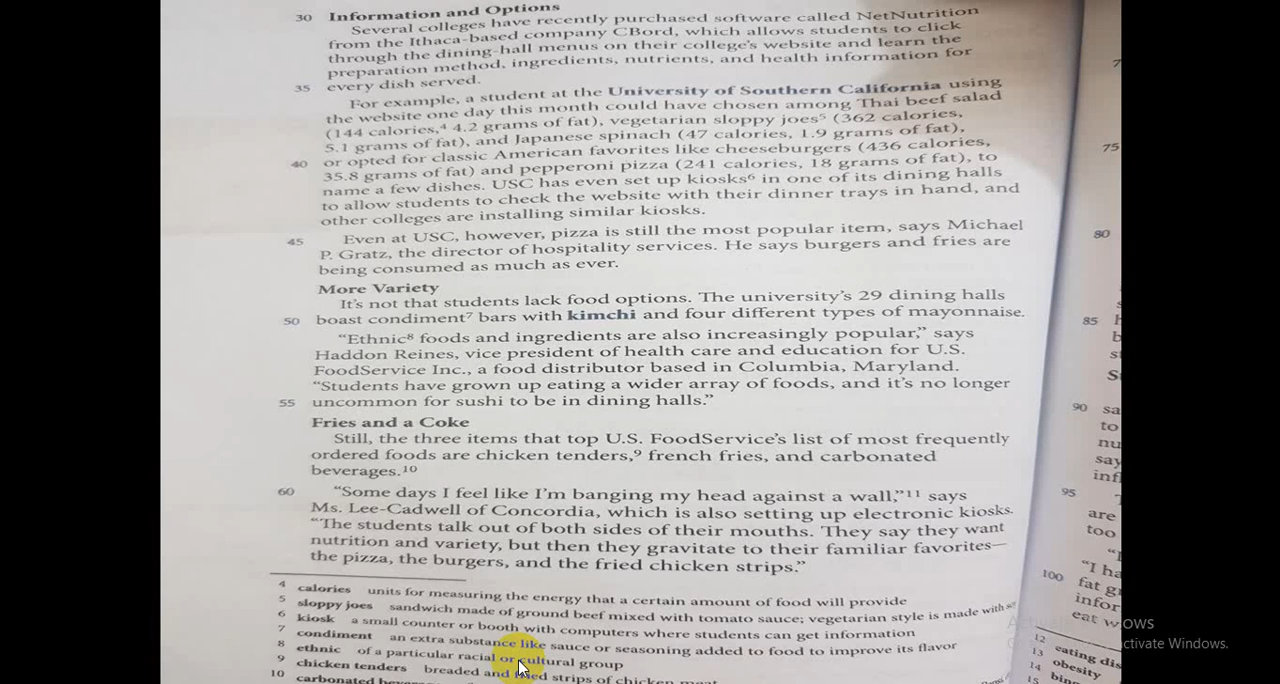 30 Information and Options
Several colleges have recently purchased software called NetNutrition
from the Ithaca-based company CBord, which allows students to click
through the dining-hall menus on their college's website and learn the
preparation method, ingredients, nutrients, and health information for
35 every dish served.
For example, a student at the University of Southern California using
the website one day this month could have chosen among Thai beef salad
(144 calories,⁴ 4.2 grams of fat), vegetarian sloppy joes⁵ (362 calories,
5.1 grams of fat), and Japanese spinach (47 calories, 1.9 grams of fat),
40 or opted for classic American favorites like cheeseburgers (436 calories,
35.8 grams of fat) and pepperoni pizza (241 calories, 18 grams of fat), to
name a few dishes. USC has even set up kiosks⁶ in one of its dining halls
to allow students to check the website with their dinner trays in hand, and
other colleges are installing similar kiosks.
45 Even at USC, however, pizza is still the most popular item, says Michael
P. Gratz, the director of hospitality services. He says burgers and fries are
being consumed as much as ever.
More Variety
It's not that students lack food options. The university's 29 dining halls
50 boast condiment⁷ bars with kimchi and four different types of mayonnaise.
"Ethnic⁸ foods and ingredients are also increasingly popular," says
Haddon Reines, vice president of health care and education for U.S.
FoodService Inc., a food distributor based in Columbia, Maryland.
"Students have grown up eating a wider array of foods, and it's no longer
55 uncommon for sushi to be in dining halls."
Fries and a Coke
Still, the three items that top U.S. FoodService's list of most frequently
ordered foods are chicken tenders,⁹ french fries, and carbonated
beverages.¹⁰
60 "Some days I feel like I'm banging my head against a wall,"¹¹ says
Ms. Lee-Cadwell of Concordia, which is also setting up electronic kiosks.
"The students talk out of both sides of their mouths. They say they want
nutrition and variety, but then they gravitate to their familiar favorites—
the pizza, the burgers, and the fried chicken strips."
4 calories units for measuring the energy that a certain amount of food will provide
5 sloppy joes sandwich made of ground beef mixed with tomato sauce; vegetarian style is made with
6 kiosk a small counter or booth with computers where students can get information
7 condiment an extra substance like sauce or seasoning added to food to improve its flavor
8 ethnic of a particular racial or cultural group
9 chicken tenders breaded and fried strips of chicken meat
10 carbonated
7
75
80
85
90 sa
to
nu
say
inf
95
are
too
"I ha
100 fat g
infor
eat w
12 eating dis
13 obesity
14
15
ctivate Windows.